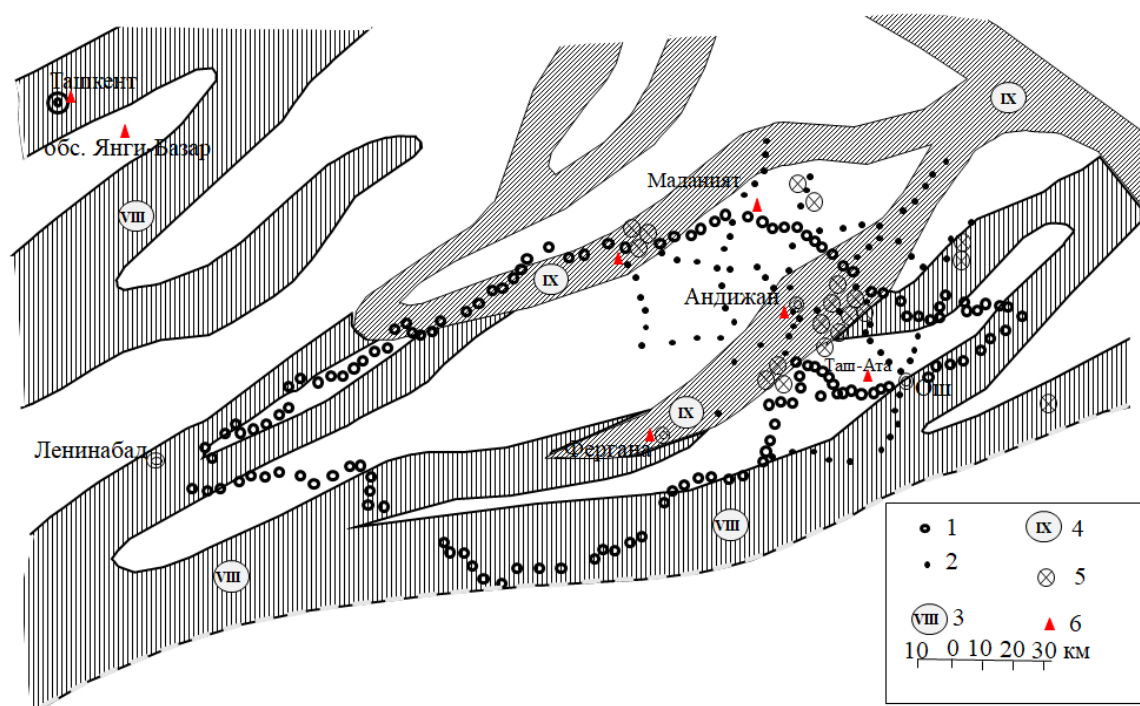 Ташкент
обс. Янги-Базар
VIII
IX
Маданият
IX
Андижан
Таш-Ата
Ош
IX
Фергана
Ленинабад
VIII
VIII
1
IX 4
2
5
VIII 3
6
10 0 10 20 30 км